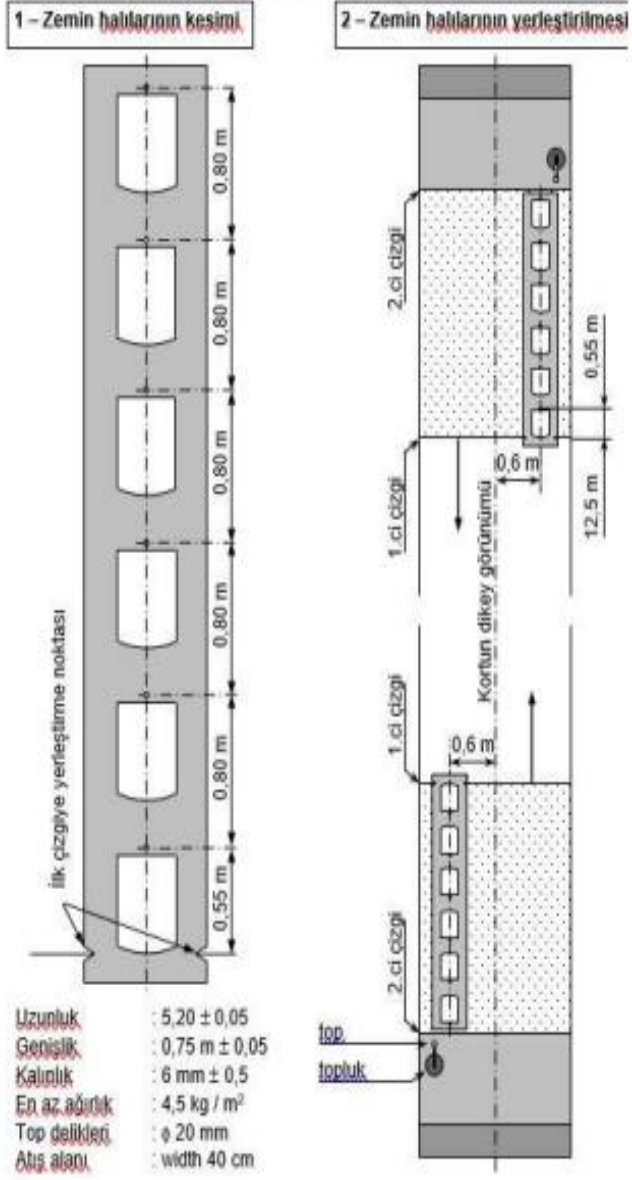 1 – Zemin halılarının kesimi
0,80 m
0,80 m
0,80 m
0,80 m
0,80 m
0,55 m
İlk çizgiye yerleştirme noktası
Uzunluk : 5,20 ± 0,05
Genişlik : 0,75 m ± 0,05
Kalınlık : 6 mm ± 0,5
En az ağırlık : 4,5 kg / m²
Top delikleri : ϕ 20 mm
Atış alanı : width 40 cm
2 – Zemin halılarının yerleştirilmesi
2.ci çizgi
0,55 m
0,6 m
12,5 m
1.ci çizgi
Kortun dikey görünümü
1.ci çizgi
0,6 m
2.ci çizgi
top
topluk